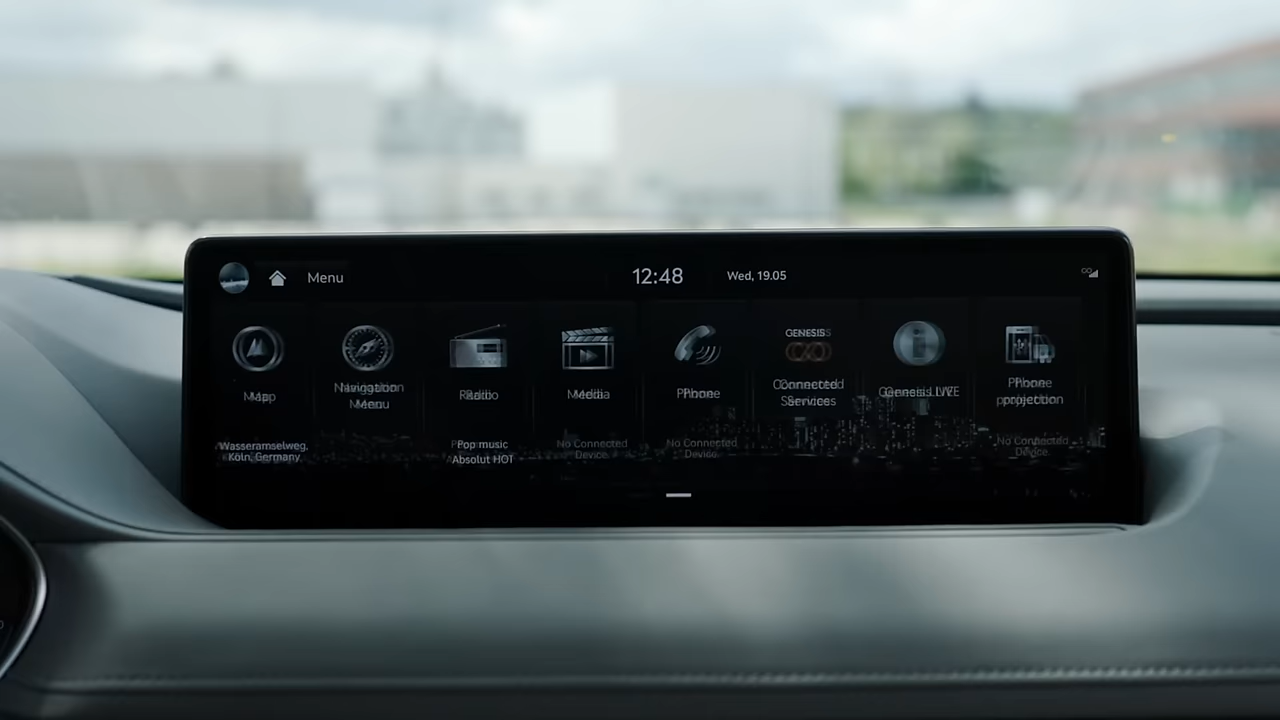 Menu
12:48
Wed, 19.05
Map
Navigation
Menu
Radio
Media
Phone
GENESIS
Connected
Services
Genesis LIVE
Phone
projection
Wasseramselweg,
Köln, Germany
Pop music
Absolut HOT
No Connected
Device
No Connected
Device
No Connected
Device